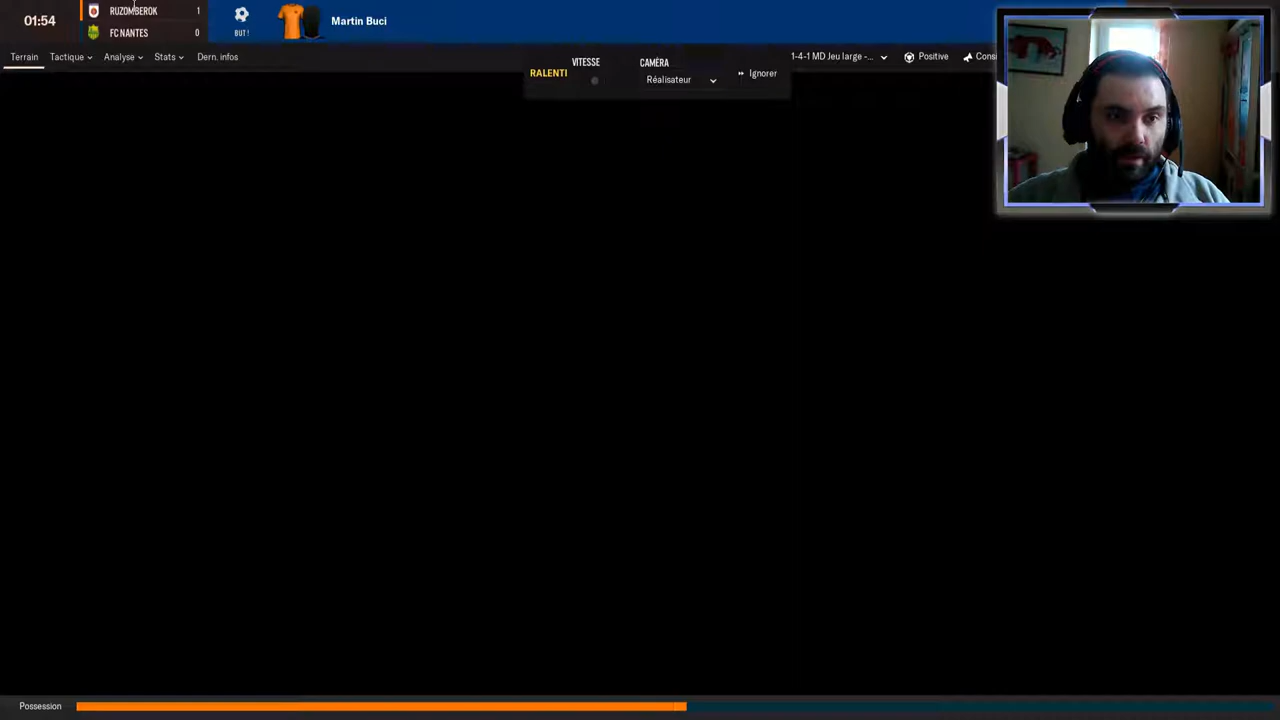 01:54
RUZOMBEROK 1
FC NANTES 0
BUT !
Martin Buci
Terrain
Tactique
Analyse
Stats
Dern. infos
VITESSE
RALENTI
CAMÉRA
Réalisateur
Ignorer
1-4-1 MD Jeu large -...
Positive
Consi
Possession